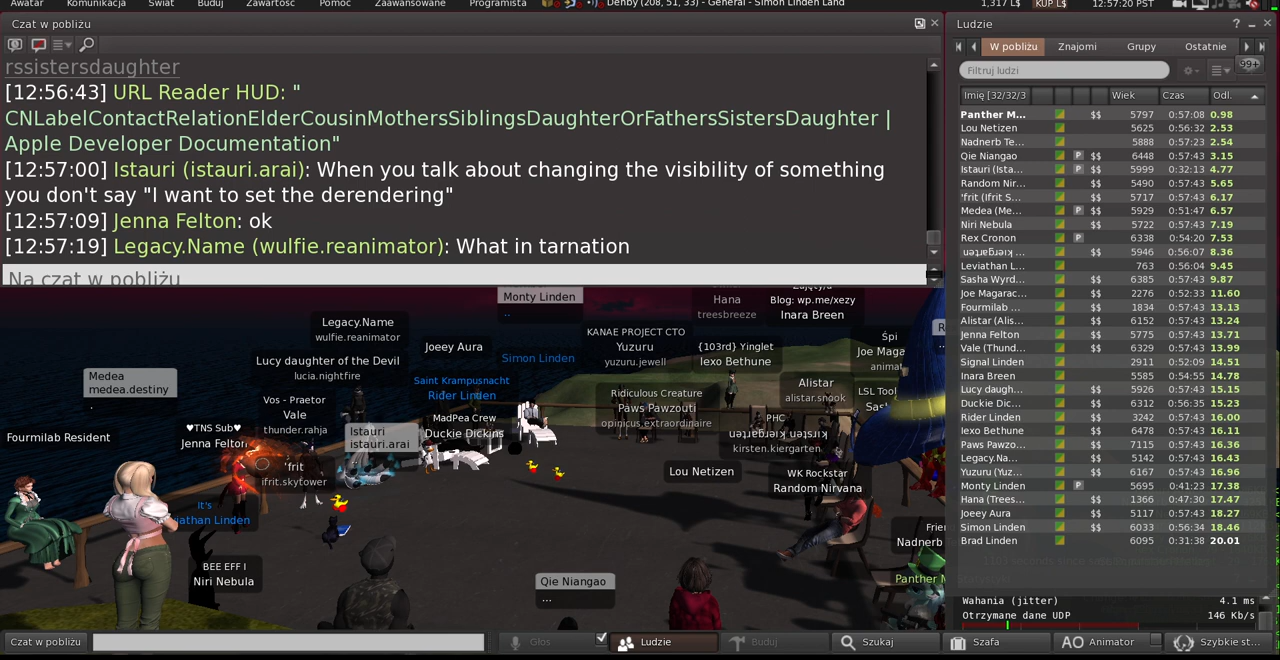 Awatar Komunikacja Świat Buduj Zawartość Pomoc Zaawansowane Programista Denby (208, 51, 33) - General - Simon Linden Land 1,317 L$ KUP L$ 12:57:20 PST
Czat w pobliżu
rssistersdaughter
[12:56:43] URL Reader HUD: "
CNLabelContactRelationElderCousinMothersSiblingsDaughterOrFathersSistersDaughter |
Apple Developer Documentation"
[12:57:00] Istauri (istauri.arai): When you talk about changing the visibility of something
you don't say "I want to set the derendering"
[12:57:09] Jenna Felton: ok
[12:57:19] Legacy.Name (wulfie.reanimator): What in tarnation
Na czat w pobliżu
Monty Linden
..
Hana
treesbreeze
Zajęty/a
Blog: wp.me/xezy
Inara Breen
Legacy.Name
wulfie.reanimator
KANAE PROJECT CTO
Yuzuru
yuzuru.jewell
Joeey Aura
Simon Linden
{103rd} Yinglet
Iexo Bethune
Śpi
Joe Maga
animat
Lucy daughter of the Devil
lucia.nightfire
Medea
medea.destiny
Saint Krampusnacht
Rider Linden
Alistar
alistar.snook
LSL Tool
Sas
Ridiculous Creature
Paws Pawzouti
opinicus.extraordinaire
Vos - Praetor
Vale
thunder.rahja
MadPea Crew
Duckie Dickins
PHC
kirsten.kiergarten
Fourmilab Resident
♥TNS Sub♥
Jenna Felton
Istauri
istauri.arai
'frit
ifrit.skytower
Lou Netizen
WK Rockstar
Random Nirvana
it's
iathan Linden
Frien
Nadnerb
BEE EFF I
Niri Nebula
Qie Niangao
...
Panther M
Czat w pobliżu
Głos
Ludzie
Buduj
Szukaj
Szafa
AO Animator
Szybkie st...
Ludzie
W pobliżu Znajomi Grupy Ostatnie
99+
Filtruj ludzi
Imię [32/32/3 Wiek Czas Odl.
Panther M... $$ 5797 0:57:08 0.98
Lou Netizen 5625 0:56:32 2.53
Nadnerb Te... 5888 0:57:23 2.54
Qie Niangao P $$ 6448 0:57:43 3.15
Istauri (Ista... P $$ 5999 0:32:13 4.77
Random Nir... $$ 5490 0:57:43 5.65
'frit (Ifrit S... $$ 5717 0:57:43 6.17
Medea (Me... P $$ 5929 0:51:47 6.57
Niri Nebula $$ 5722 0:57:43 7.19
Rex Cronon P 6338 0:54:20 7.53
$$ 5946 0:56:07 8.36
Leviathan L... 763 0:56:04 9.45
Sasha Wyrd... $$ 6385 0:57:43 9.87
Joe Magarac... $$ 2276 0:52:33 11.60
Fourmilab ... $$ 1834 0:57:43 13.13
Alistar (Alis... $$ 6152 0:57:43 13.24
Jenna Felton $$ 5775 0:57:43 13.71
Vale (Thund... $$ 6329 0:57:43 13.99
Signal Linden 2911 0:52:09 14.51
Inara Breen 5585 0:54:55 14.78
Lucy daugh... $$ 5926 0:57:43 15.15
Duckie Dic... $$ 6312 0:56:35 15.23
Rider Linden $$ 3242 0:57:43 16.00
Iexo Bethune $$ 6478 0:57:43 16.11
Paws Pawzo... $$ 7115 0:57:43 16.36
Legacy.Na... $$ 5142 0:57:43 16.43
Yuzuru (Yuz... $$ 6167 0:57:43 16.96
Monty Linden P 5695 0:41:23 17.38
Hana (Trees... $$ 1366 0:47:30 17.47
Joeey Aura $$ 5117 0:57:43 18.27
Simon Linden $$ 6033 0:56:34 18.46
Brad Linden 6095 0:31:38 20.01
Wahania (jitter) 4.1 ms
Otrzymane dane UDP 146 Kb/s